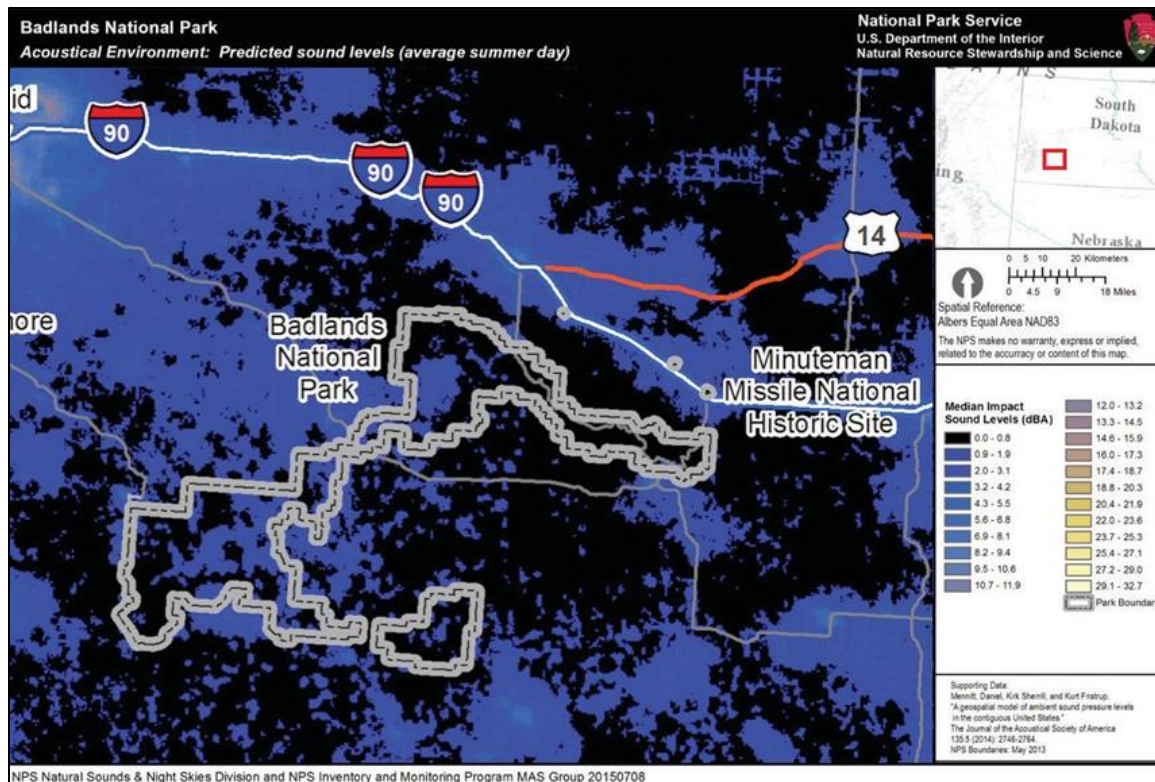 Badlands National Park
Acoustical Environment: Predicted sound levels (average summer day)
National Park Service
U.S. Department of the Interior
Natural Resource Stewardship and Science
id
90
90
90
14
ore
Badlands
National
Park
Minuteman
Missile National
Historic Site
A I N S
South
Dakota
ing
Nebraska
0 5 10 20 Kilometers
0 4.5 9 18 Miles
Spatial Reference:
Albers Equal Area NAD83
The NPS makes no warranty, express or implied,
related to the accurracy or content of this map.
Median Impact
Sound Levels (dBA)
0.0 - 0.8
0.9 - 1.9
2.0 - 3.1
3.2 - 4.2
4.3 - 5.5
5.6 - 6.8
6.9 - 8.1
8.2 - 9.4
9.5 - 10.6
10.7 - 11.9
12.0 - 13.2
13.3 - 14.5
14.6 - 15.9
16.0 - 17.3
17.4 - 18.7
18.8 - 20.3
20.4 - 21.9
22.0 - 23.6
23.7 - 25.3
25.4 - 27.1
27.2 - 29.0
29.1 - 32.7
Park Boundar
Supporting Data:
Mennitt, Daniel, Kirk Sherrill, and Kurt Fristrup.
"A geospatial model of ambient sound pressure levels
in the contiguous United States."
The Journal of the Acoustical Society of America
135.5 (2014): 2746-2764.
NPS Boundaries: May 2013
NPS Natural Sounds & Night Skies Division and NPS Inventory and Monitoring Program MAS Group 20150708